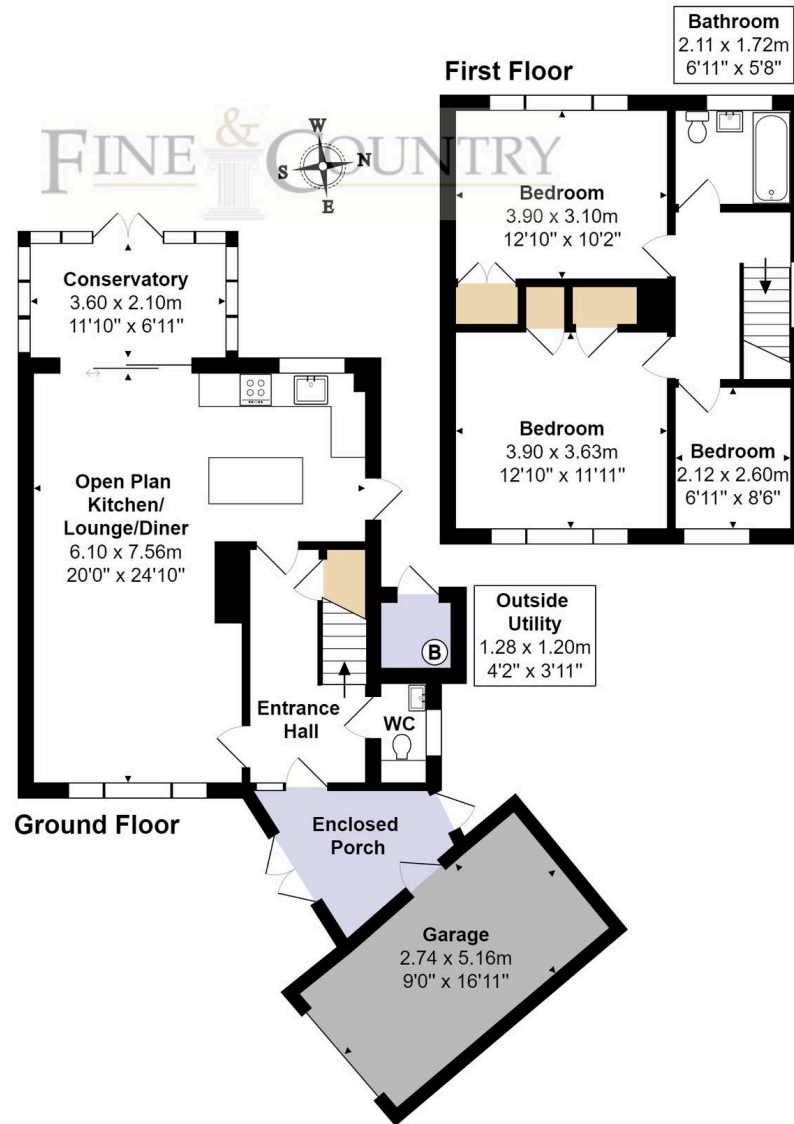 Bathroom
2.11 x 1.72m
6'11" x 5'8"
First Floor
FINE & COUNTRY
W
S
N
E
Bedroom
3.90 x 3.10m
12'10" x 10'2"
Conservatory
3.60 x 2.10m
11'10" x 6'11"
Bedroom
3.90 x 3.63m
12'10" x 11'11"
Bedroom
2.12 x 2.60m
6'11" x 8'6"
Open Plan
Kitchen/
Lounge/Diner
6.10 x 7.56m
20'0" x 24'10"
Outside
Utility
1.28 x 1.20m
4'2" x 3'11"
B
Entrance
Hall
WC
Ground Floor
Enclosed
Porch
Garage
2.74 x 5.16m
9'0" x 16'11"